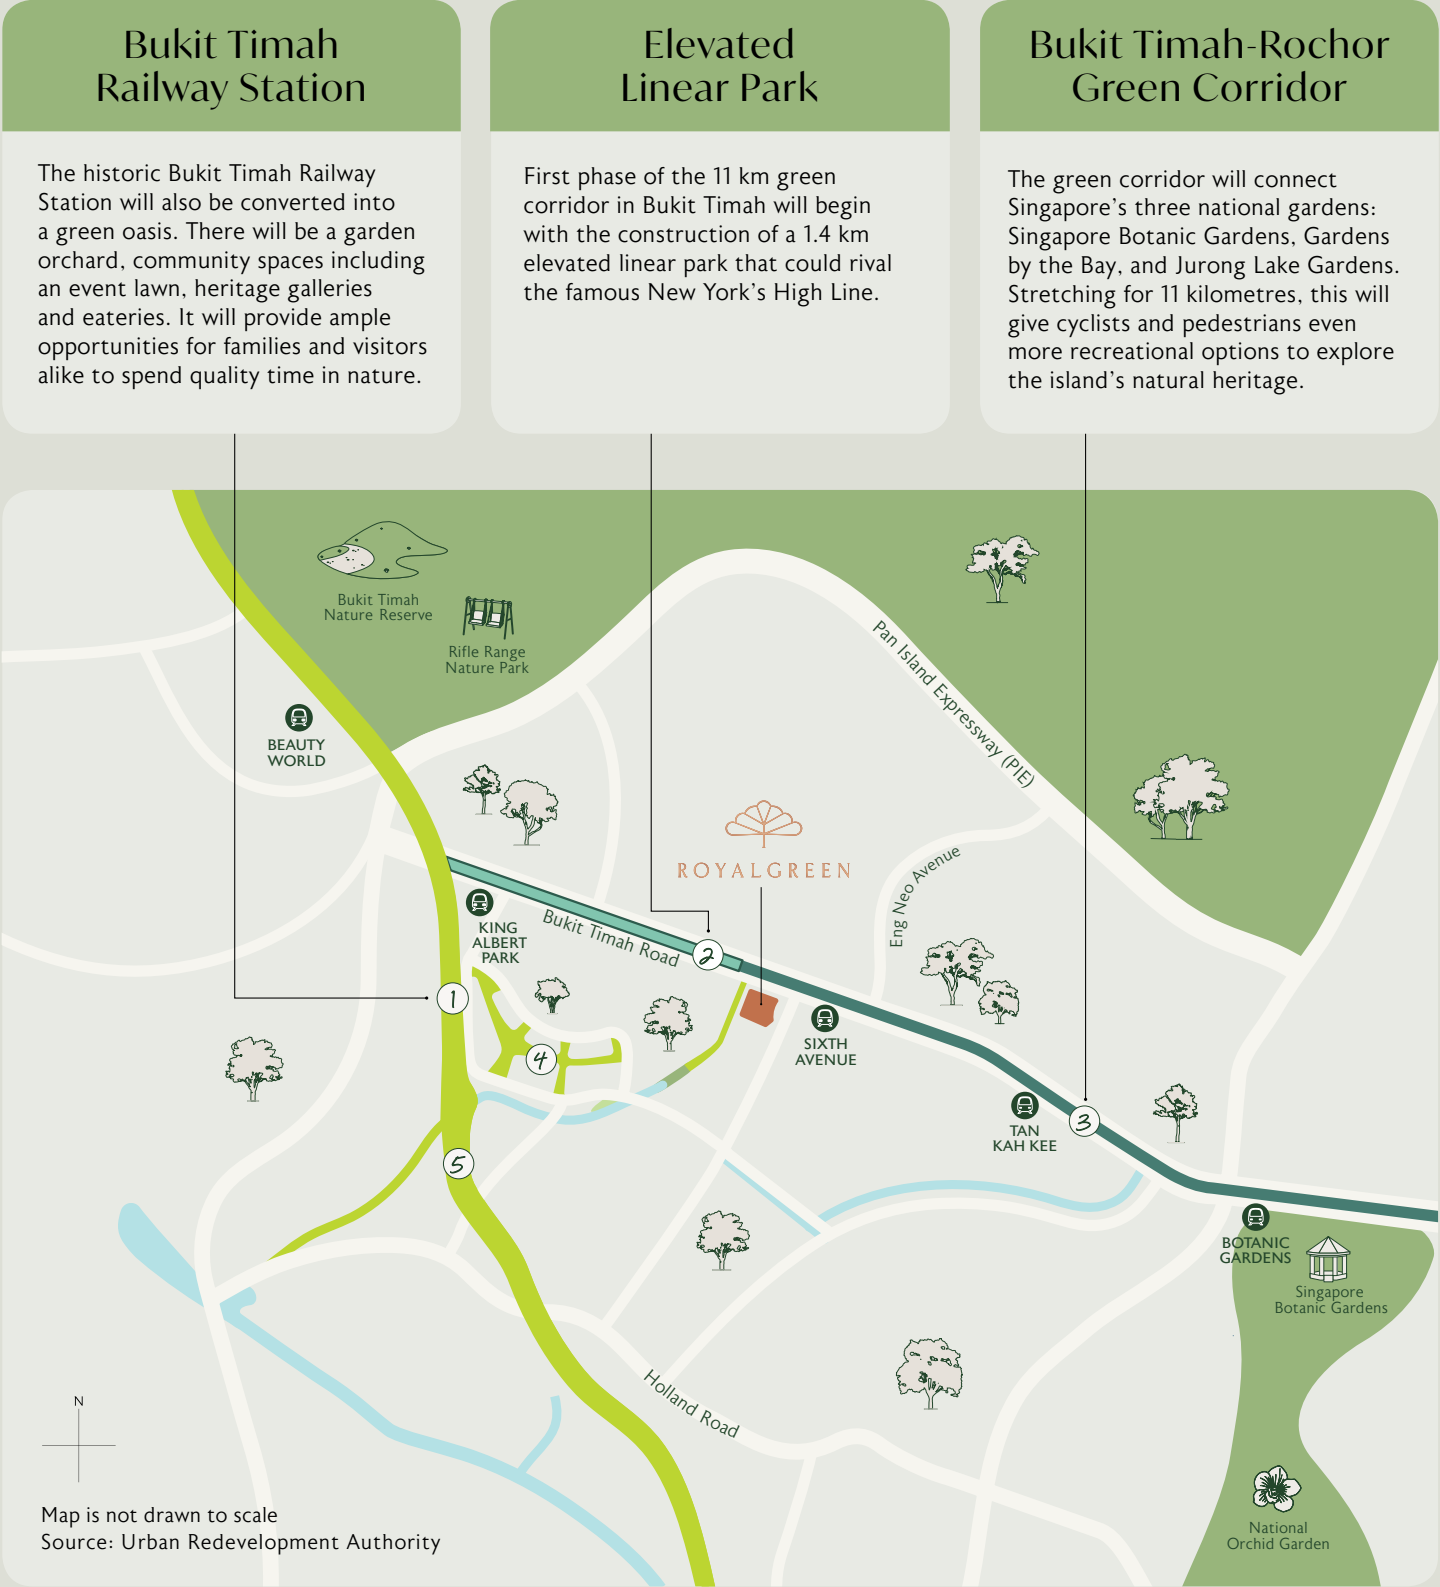 Bukit Timah
Railway Station
The historic Bukit Timah Railway
Station will also be converted into
a green oasis. There will be a garden
orchard, community spaces including
an event lawn, heritage galleries
and eateries. It will provide ample
opportunities for families and visitors
alike to spend quality time in nature.
Elevated
Linear Park
First phase of the 11 km green
corridor in Bukit Timah will begin
with the construction of a 1.4 km
elevated linear park that could rival
the famous New York’s High Line.
Bukit Timah-Rochor
Green Corridor
The green corridor will connect
Singapore’s three national gardens:
Singapore Botanic Gardens, Gardens
by the Bay, and Jurong Lake Gardens.
Stretching for 11 kilometres, this will
give cyclists and pedestrians even
more recreational options to explore
the island’s natural heritage.
Bukit Timah
Nature Reserve
Rifle Range
Nature Park
Pan Island Expressway (PIE)
BEAUTY
WORLD
ROYALGREEN
Eng Neo Avenue
KING
ALBERT
PARK
Bukit Timah Road
2
1
SIXTH
AVENUE
4
TAN
KAH KEE
3
5
BOTANIC
GARDENS
Singapore
Botanic Gardens
Holland Road
N
Map is not drawn to scale
Source: Urban Redevelopment Authority
National
Orchid Garden